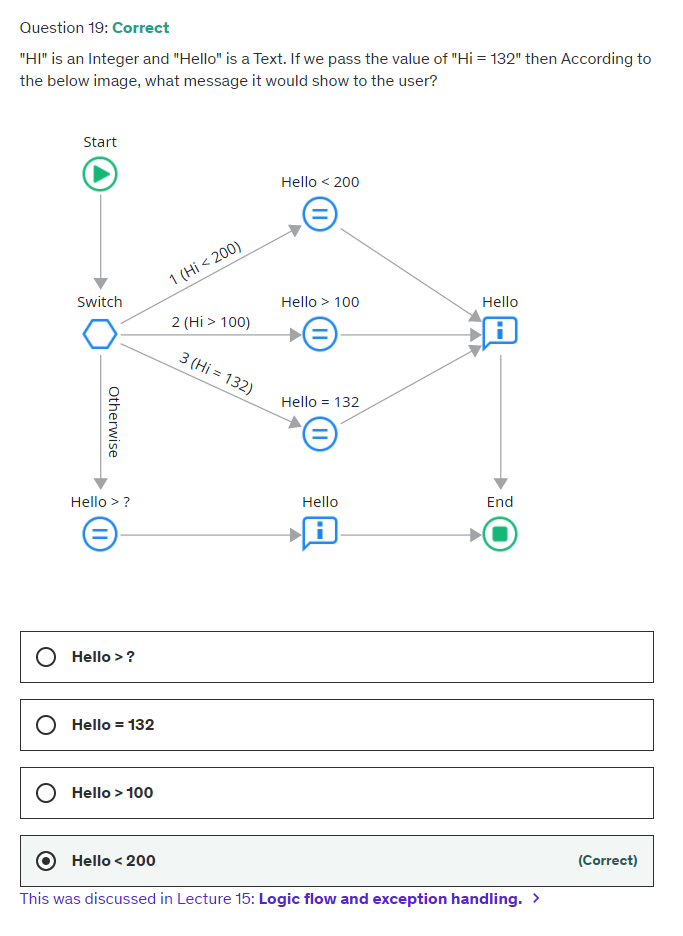 Question 19: Correct
"HI" is an Integer and "Hello" is a Text. If we pass the value of "Hi = 132" then According to
the below image, what message it would show to the user?
Start
Hello < 200
1 (Hi < 200)
Switch
Hello > 100
Hello
2 (Hi > 100)
3 (Hi = 132)
Hello = 132
Otherwise
Hello > ?
Hello
End
Hello > ?
Hello = 132
Hello > 100
Hello < 200
(Correct)
This was discussed in Lecture 15: Logic flow and exception handling. >